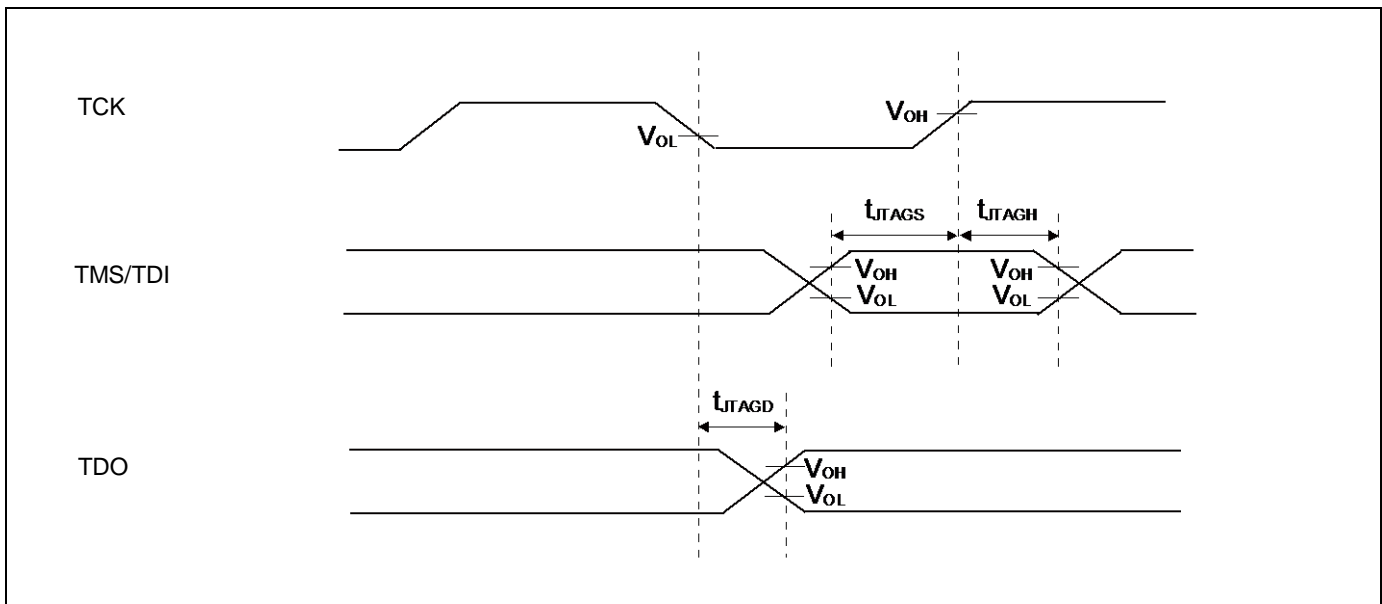 TCK
VOL
VOH
tJTAGS
tJTAGH
TMS/TDI
VOH
VOL
VOH
VOL
tJTAGD
TDO
VOH
VOL